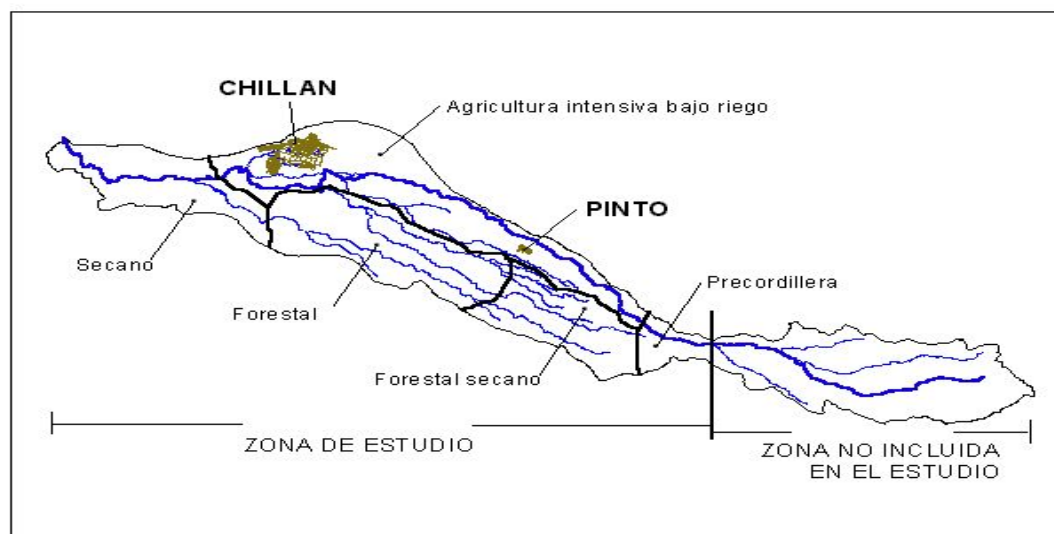 CHILLAN
Agricultura intensiva bajo riego
PINTO
Secano
Precordillera
Forestal
Forestal secano
ZONA DE ESTUDIO
ZONA NO INCLUIDA
EN EL ESTUDIO